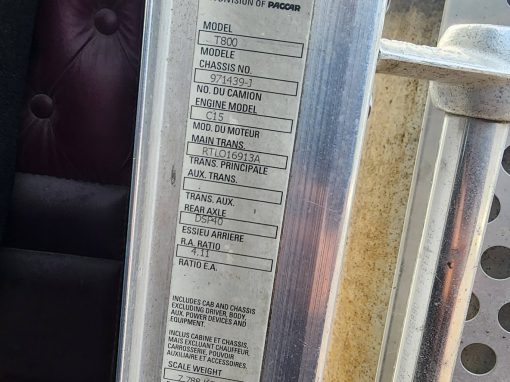 DIVISION OF PACCAR
MODEL
T800
MODELE
CHASSIS NO.
971439-J
NO. DU CAMION
ENGINE MODEL
C15
MOD. DU MOTEUR
MAIN TRANS.
RTLO16913A
TRANS. PRINCIPALE
AUX. TRANS.
TRANS. AUX.
REAR AXLE
DSP40
ESSIEU ARRIERE
R.A. RATIO
4.11
RATIO E.A.
INCLUDES CAB AND CHASSIS
EXCLUDING DRIVER, BODY,
AUX. POWER DEVICES AND
EQUIPMENT.
INCLUS CABINE ET CHASSIS,
MAIS EXCLUANT CHAUFFEUR,
CARROSSERIE, POUVOIR
AUXILIAIRE ET ACCESSOIRES.
SCALE WEIGHT
7,788